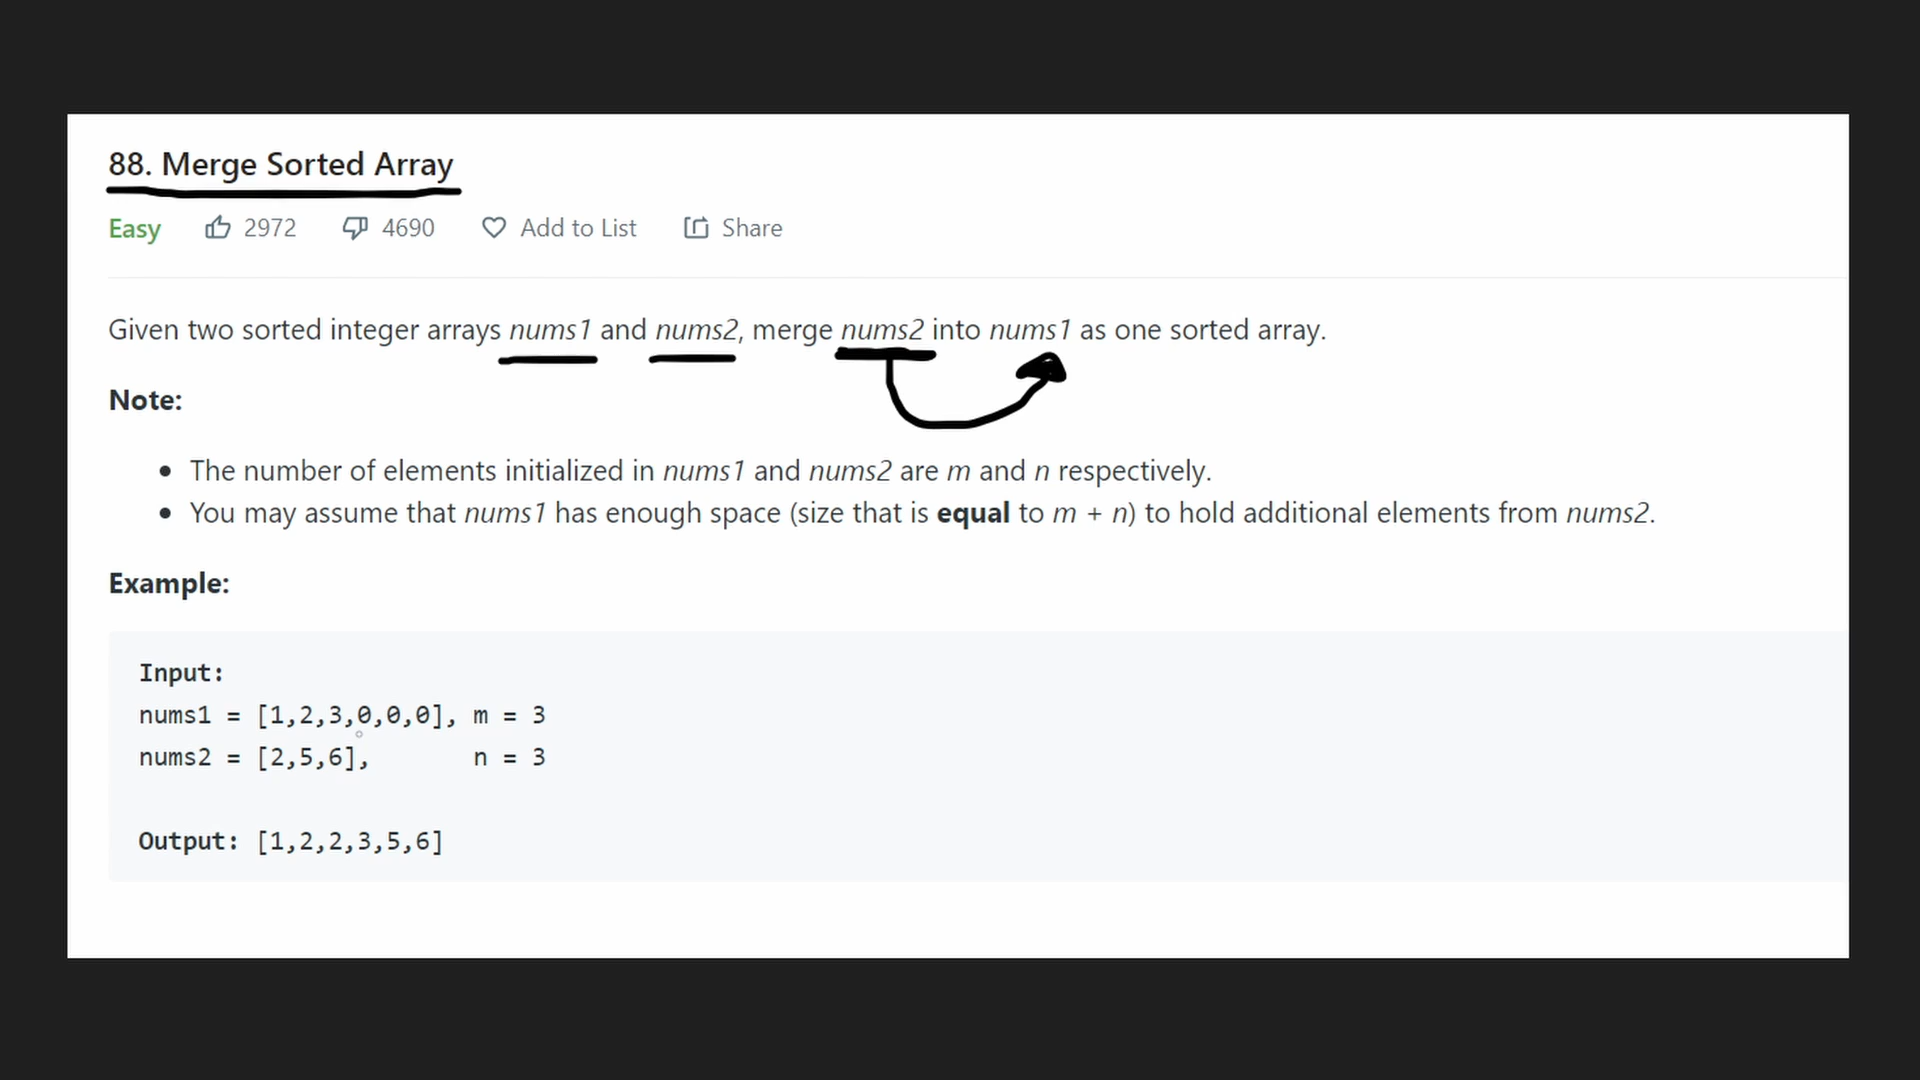 88. Merge Sorted Array
Easy 2972 4690 Add to List Share
Given two sorted integer arrays nums1 and nums2, merge nums2 into nums1 as one sorted array.
Note:
• The number of elements initialized in nums1 and nums2 are m and n respectively.
• You may assume that nums1 has enough space (size that is equal to m + n) to hold additional elements from nums2.
Example:
Input:
nums1 = [1,2,3,0,0,0], m = 3
nums2 = [2,5,6], n = 3
Output: [1,2,2,3,5,6]